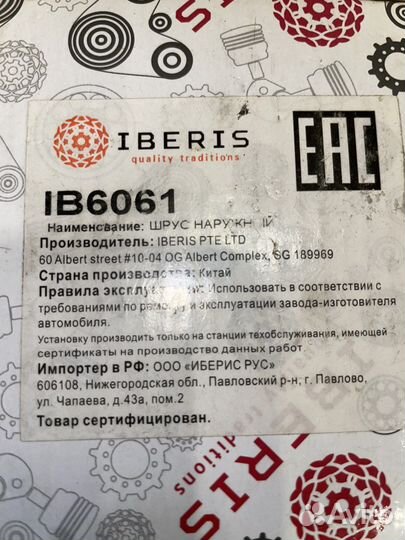 IBERIS
quality traditions
EAC
IB6061
Наименование: ШРУС НАРУЖНЫЙ
Производитель: IBERIS PTE LTD
60 Albert street #10-04 OG Albert Complex, SG 189969
Страна производства: Китай
Правила эксплуатации: Использовать в соответствии с
требованиями по ремонту и эксплуатации завода-изготовителя
автомобиля.
Установку производить только на станции техобслуживания, имеющей
сертификаты на производство данных работ.
Импортер в РФ: ООО «ИБЕРИС РУС»
606108, Нижегородская обл., Павловский р-н; г. Павлово,
ул. Чапаева, д.43а, пом.2
Товар сертифицирован.
IBERIS
traditions
Avito